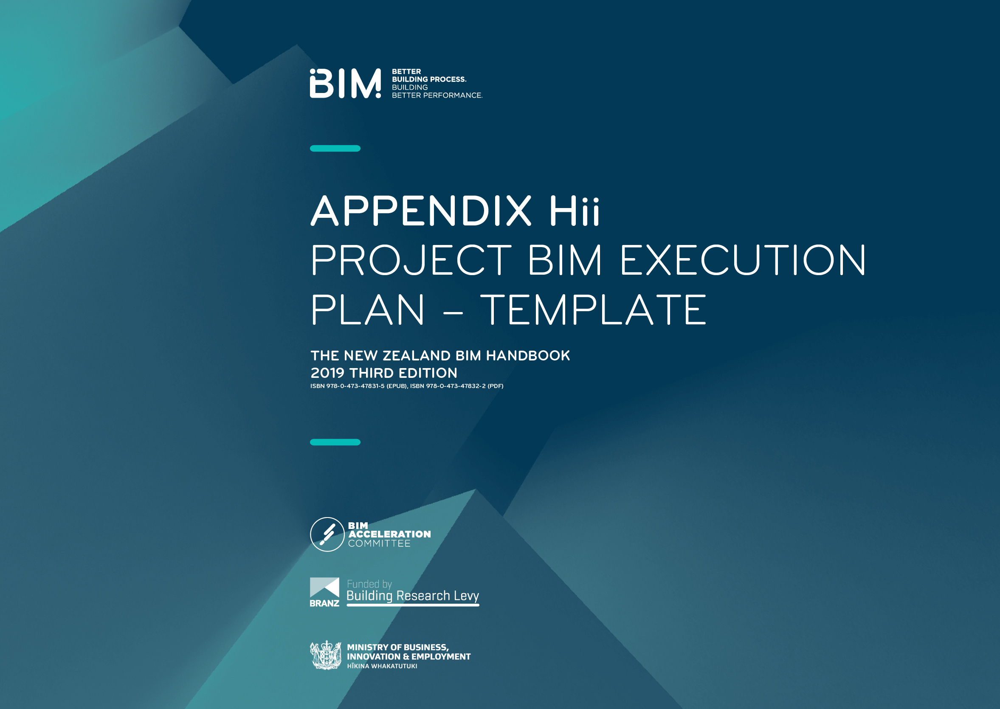 BIM
BETTER
BUILDING PROCESS.
BUILDING
BETTER PERFORMANCE.
APPENDIX Hii
PROJECT BIM EXECUTION
PLAN – TEMPLATE
THE NEW ZEALAND BIM HANDBOOK
2019 THIRD EDITION
ISBN 978-0-473-47831-5 (EPUB), ISBN 978-0-473-47832-2 (PDF)
BIM
ACCELERATION
COMMITTEE
BRANZ
Funded by
Building Research Levy
MINISTRY OF BUSINESS,
INNOVATION & EMPLOYMENT
HĪKINA WHAKATUTUKI